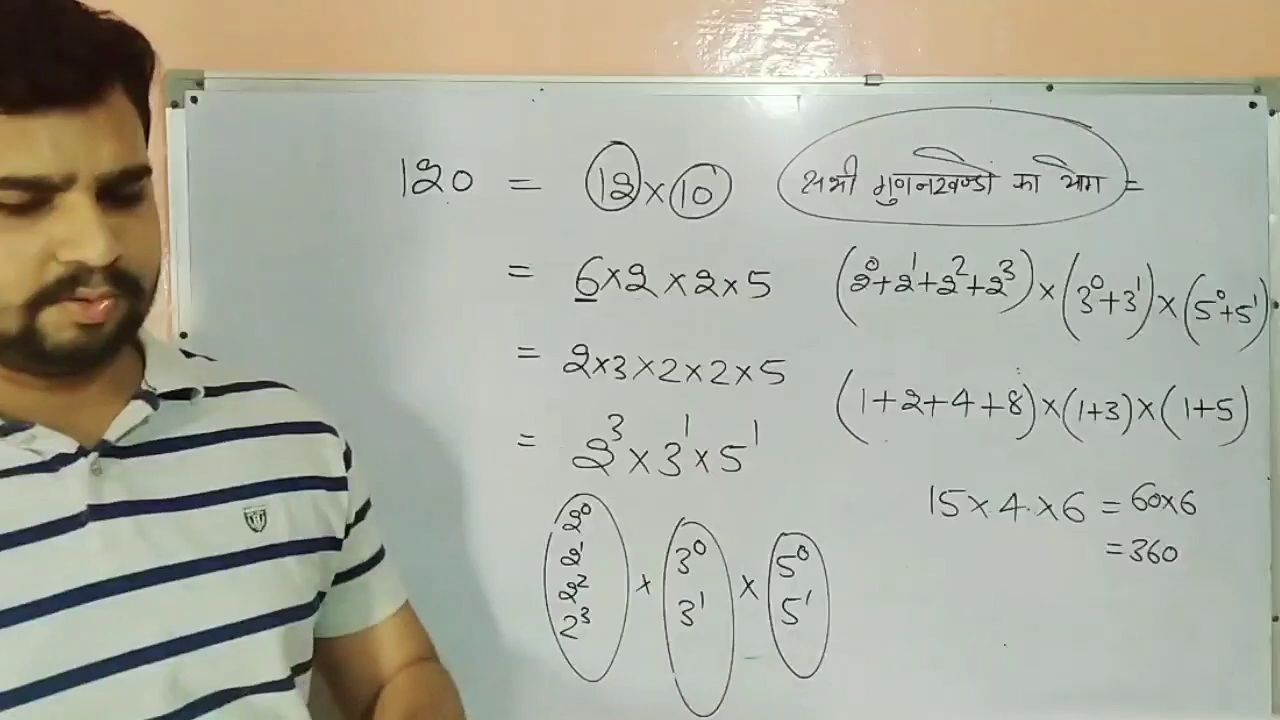 120 = 12 × 10
= 6 × 2 × 2 × 5
= 2 × 3 × 2 × 2 × 5
= 2³ × 3¹ × 5¹
2⁰ 3⁰ 5⁰
2¹ × 3¹ × 5¹
2²
2³
सभी गुणनखण्डों का योग =
(2⁰+2¹+2²+2³) × (3⁰+3¹) × (5⁰+5¹)
(1+2+4+8) × (1+3) × (1+5)
15 × 4 × 6 = 60×6
= 360